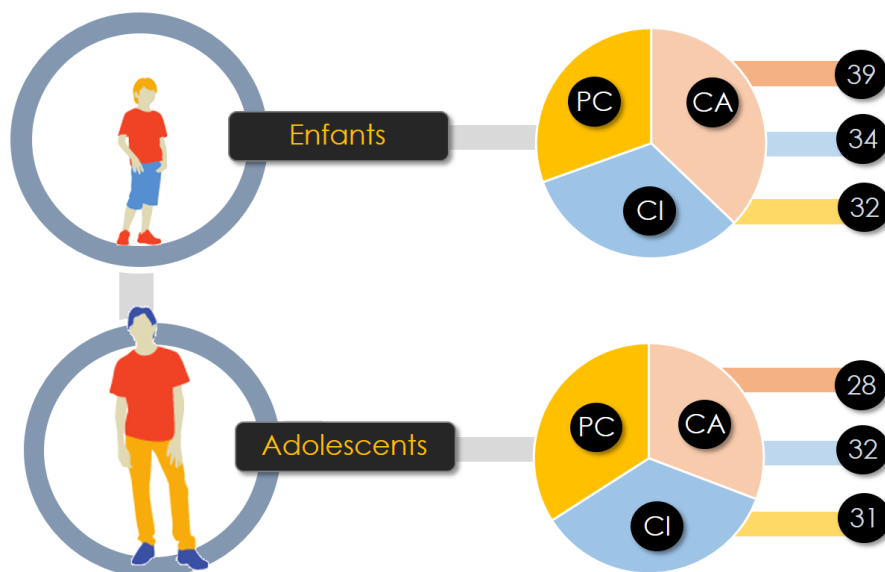 Enfants
PC
CA
CI
39
34
32
Adolescents
PC
CA
CI
28
32
31